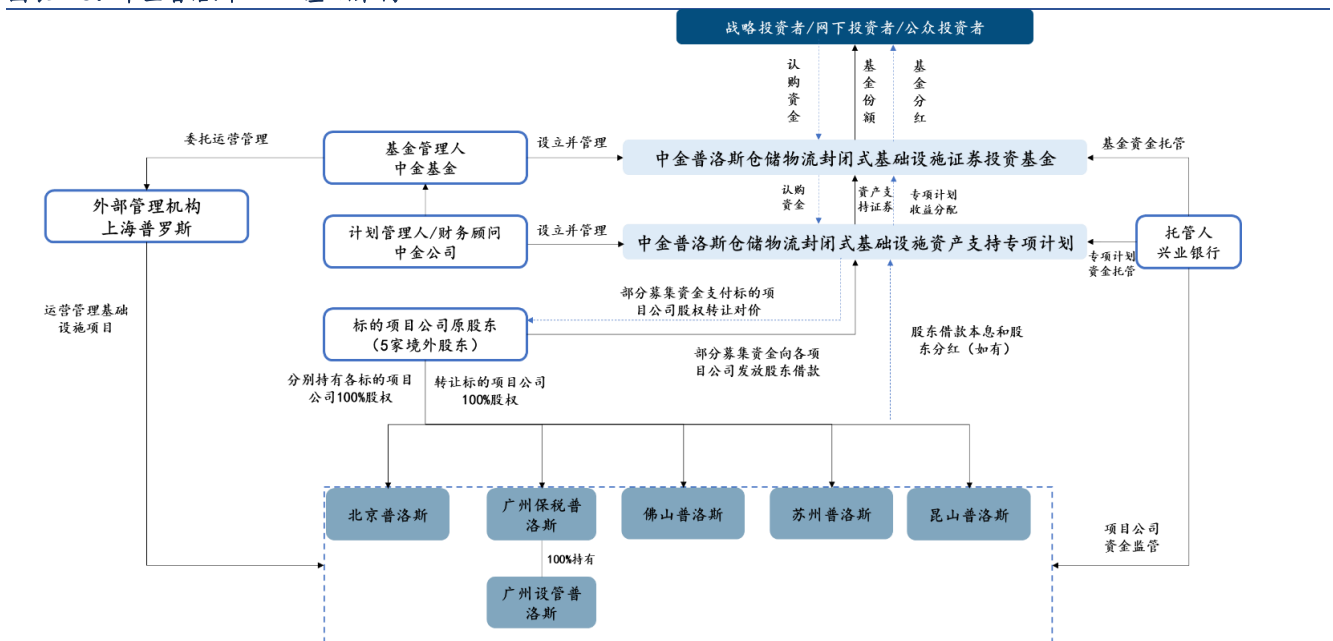 战略投资者/网下投资者/公众投资者
认
购
资
金
基
金
份
额
基
金
分
红
委托运营管理
基金管理人
中金基金
设立并管理
中金普洛斯仓储物流封闭式基础设施证券投资基金
基金资金托管
外部管理机构
上海普罗斯
认购
资金
资产支
持证券
专项计划
收益分配
计划管理人/财务顾问
中金公司
设立并管理
中金普洛斯仓储物流封闭式基础设施资产支持专项计划
托管人
兴业银行
专项计划
资金托管
运营管理基础
设施项目
部分募集资金支付标的项
目公司股权转让对价
标的项目公司原股东
（5家境外股东）
部分募集资金向各项
目公司发放股东借款
股东借款本息和股
东分红（如有）
分别持有各标的项目
公司100%股权
转让标的项目公司
100%股权
北京普洛斯
广州保税普
洛斯
佛山普洛斯
苏州普洛斯
昆山普洛斯
项目公司
资金监管
100%持有
广州设管普
洛斯